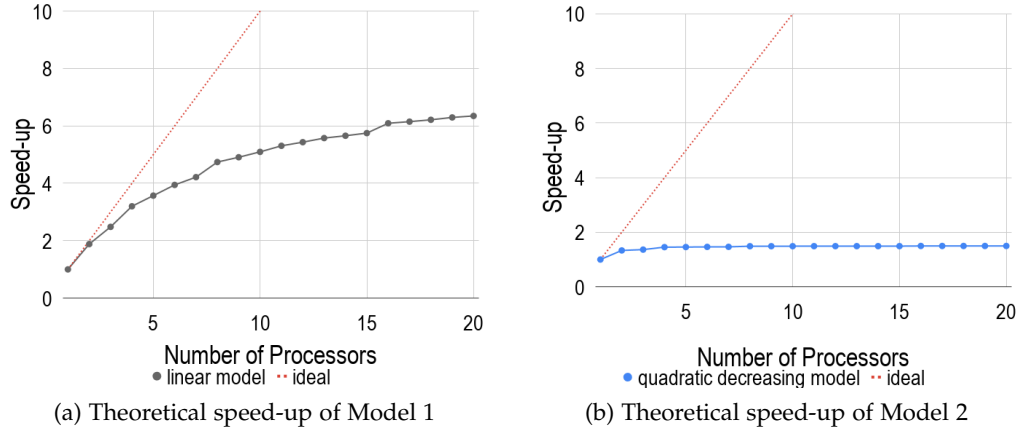 10
8
6
4
2
0
Speed-up
5
10
15
20
Number of Processors
linear model
ideal
(a) Theoretical speed-up of Model 1
10
8
6
4
2
0
Speed-up
5
10
15
20
Number of Processors
quadratic decreasing model
ideal
(b) Theoretical speed-up of Model 2